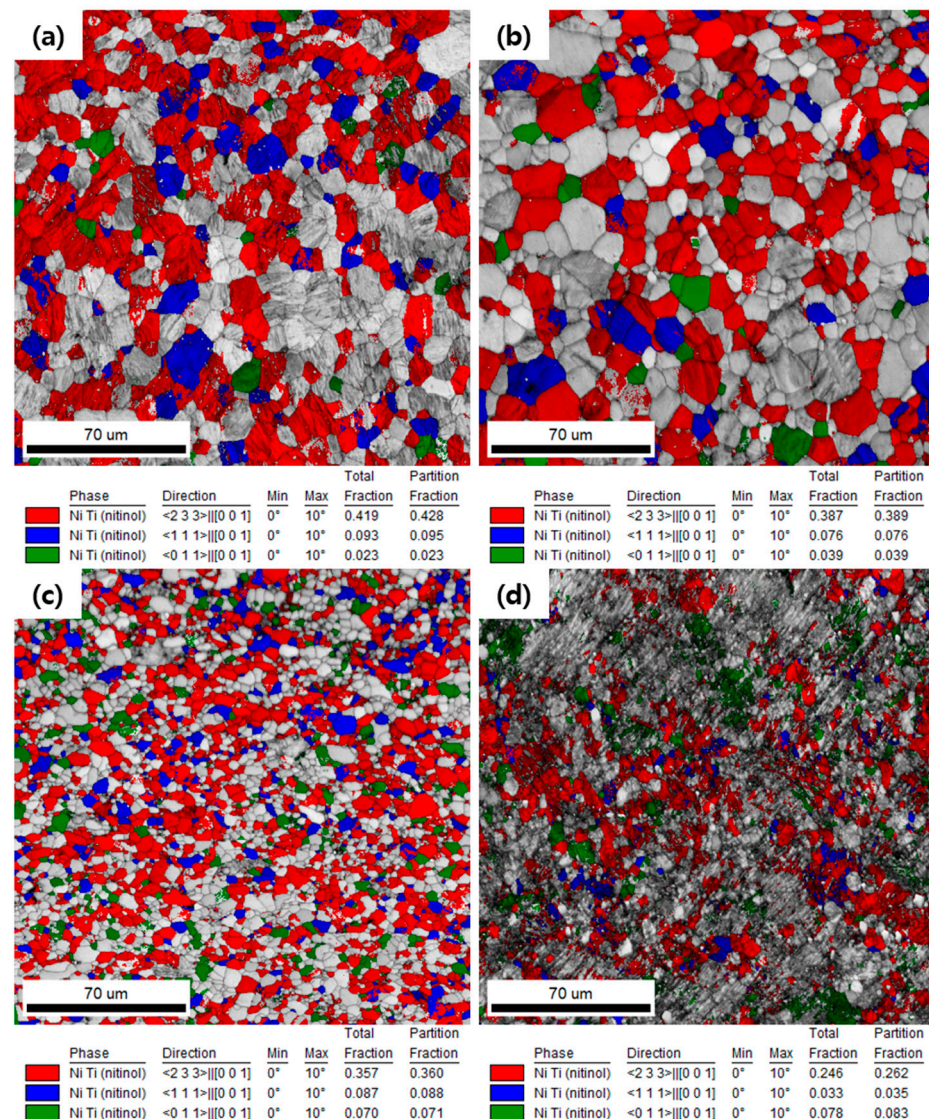 (a)
(b)
70 um
70 um
Total Partition
Phase Direction Min Max Fraction Fraction
Ni Ti (nitinol) <2 3 3>||[0 0 1] 0° 10° 0.419 0.428
Ni Ti (nitinol) <1 1 1>||[0 0 1] 0° 10° 0.093 0.095
Ni Ti (nitinol) <0 1 1>||[0 0 1] 0° 10° 0.023 0.023
Total Partition
Phase Direction Min Max Fraction Fraction
Ni Ti (nitinol) <2 3 3>||[0 0 1] 0° 10° 0.387 0.389
Ni Ti (nitinol) <1 1 1>||[0 0 1] 0° 10° 0.076 0.076
Ni Ti (nitinol) <0 1 1>||[0 0 1] 0° 10° 0.039 0.039
(c)
(d)
70 um
70 um
Total Partition
Phase Direction Min Max Fraction Fraction
Ni Ti (nitinol) <2 3 3>||[0 0 1] 0° 10° 0.357 0.360
Ni Ti (nitinol) <1 1 1>||[0 0 1] 0° 10° 0.087 0.088
Ni Ti (nitinol) <0 1 1>||[0 0 1] 0° 10° 0.070 0.071
Total Partition
Phase Direction Min Max Fraction Fraction
Ni Ti (nitinol) <2 3 3>||[0 0 1] 0° 10° 0.246 0.262
Ni Ti (nitinol) <1 1 1>||[0 0 1] 0° 10° 0.033 0.035
Ni Ti (nitinol) <0 1 1>||[0 0 1] 0° 10° 0.078 0.083